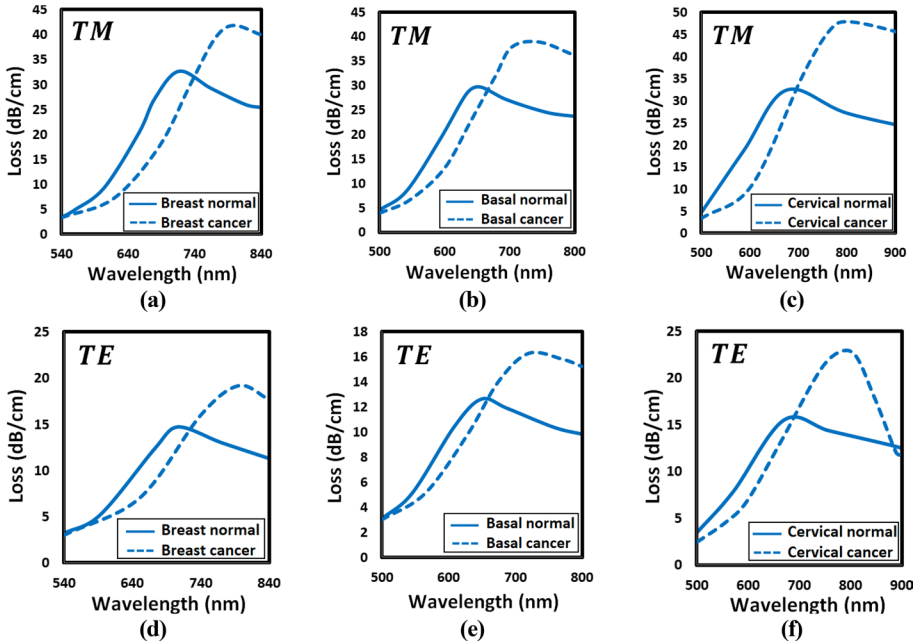 TM
Loss (dB/cm)
45
40
35
30
25
20
15
10
5
0
Breast normal
Breast cancer
540 640 740 840
Wavelength (nm)
(a)
TM
Loss (dB/cm)
45
40
35
30
25
20
15
10
5
0
Basal normal
Basal cancer
500 600 700 800
Wavelength (nm)
(b)
TM
Loss (dB/cm)
50
45
40
35
30
25
20
15
10
5
0
Cervical normal
Cervical cancer
500 600 700 800 900
Wavelength (nm)
(c)
TE
Loss (dB/cm)
25
20
15
10
5
0
Breast normal
Breast cancer
540 640 740 840
Wavelength (nm)
(d)
TE
Loss (dB/cm)
18
16
14
12
10
8
6
4
2
0
Basal normal
Basal cancer
500 600 700 800
Wavelength (nm)
(e)
TE
Loss (dB/cm)
25
20
15
10
5
0
Cervical normal
Cervical cancer
500 600 700 800 900
Wavelength (nm)
(f)